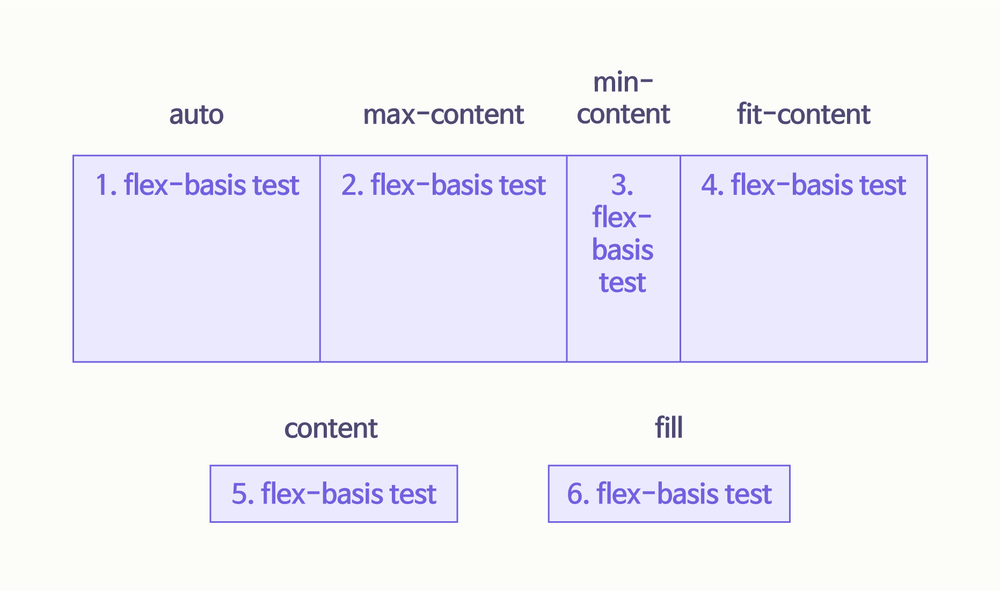 auto
max-content
min-
content
fit-content
1. flex-basis test
2. flex-basis test
3.
flex-
basis
test
4. flex-basis test
content
fill
5. flex-basis test
6. flex-basis test